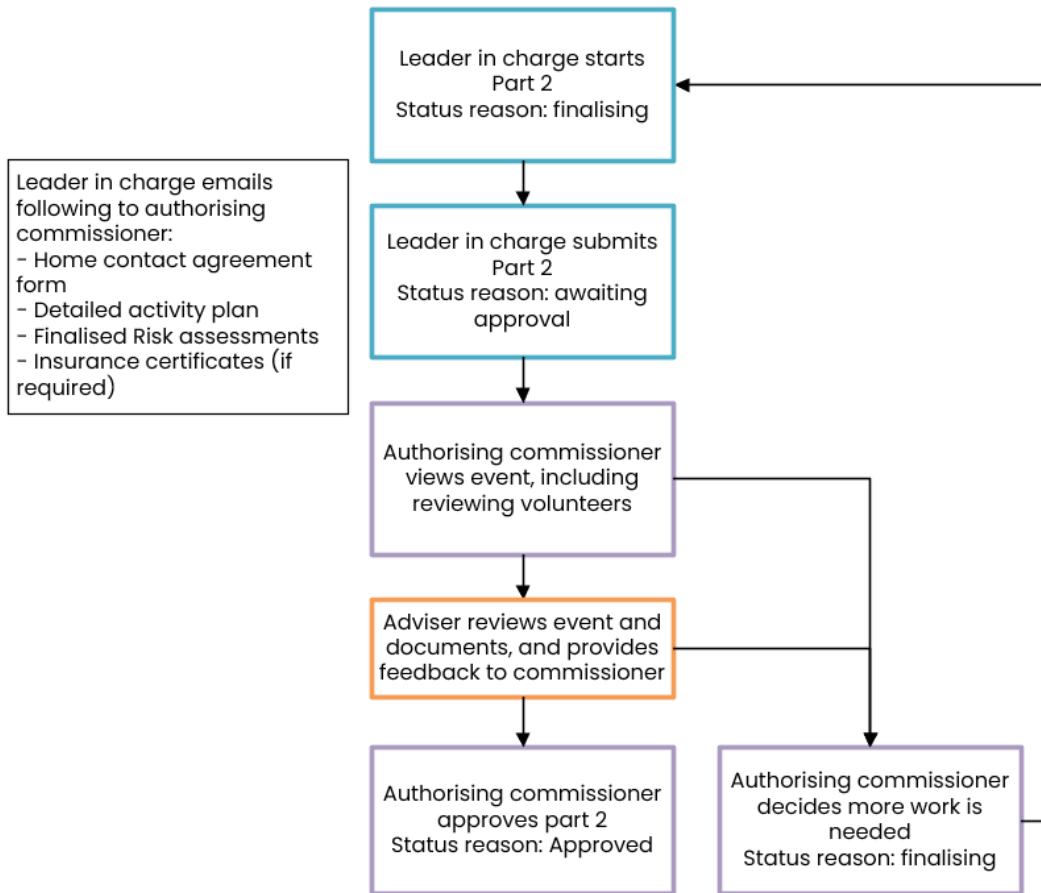 Leader in charge starts
Part 2
Status reason: finalising
Leader in charge emails
following to authorising
commissioner:
- Home contact agreement
form
- Detailed activity plan
- Finalised Risk assessments
- Insurance certificates (if
required)
Leader in charge submits
Part 2
Status reason: awaiting
approval
Authorising commissioner
views event, including
reviewing volunteers
Adviser reviews event and
documents, and provides
feedback to commissioner
Authorising commissioner
approves part 2
Status reason: Approved
Authorising commissioner
decides more work is
needed
Status reason: finalising